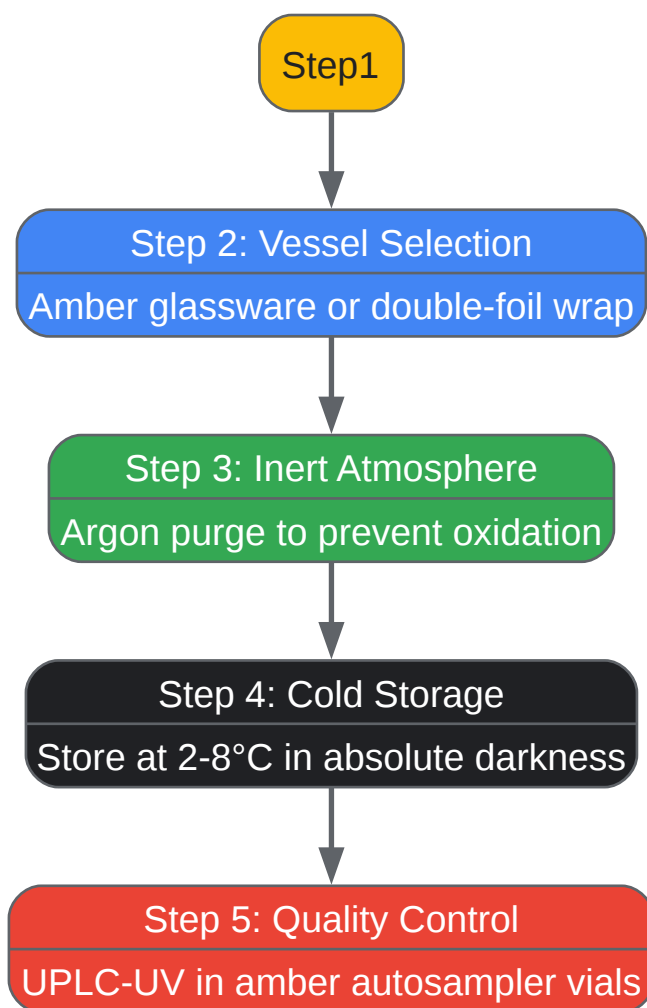 Step1
Step 2: Vessel Selection
Amber glassware or double-foil wrap
Step 3: Inert Atmosphere
Argon purge to prevent oxidation
Step 4: Cold Storage
Store at 2-8°C in absolute darkness
Step 5: Quality Control
UPLC-UV in amber autosampler vials